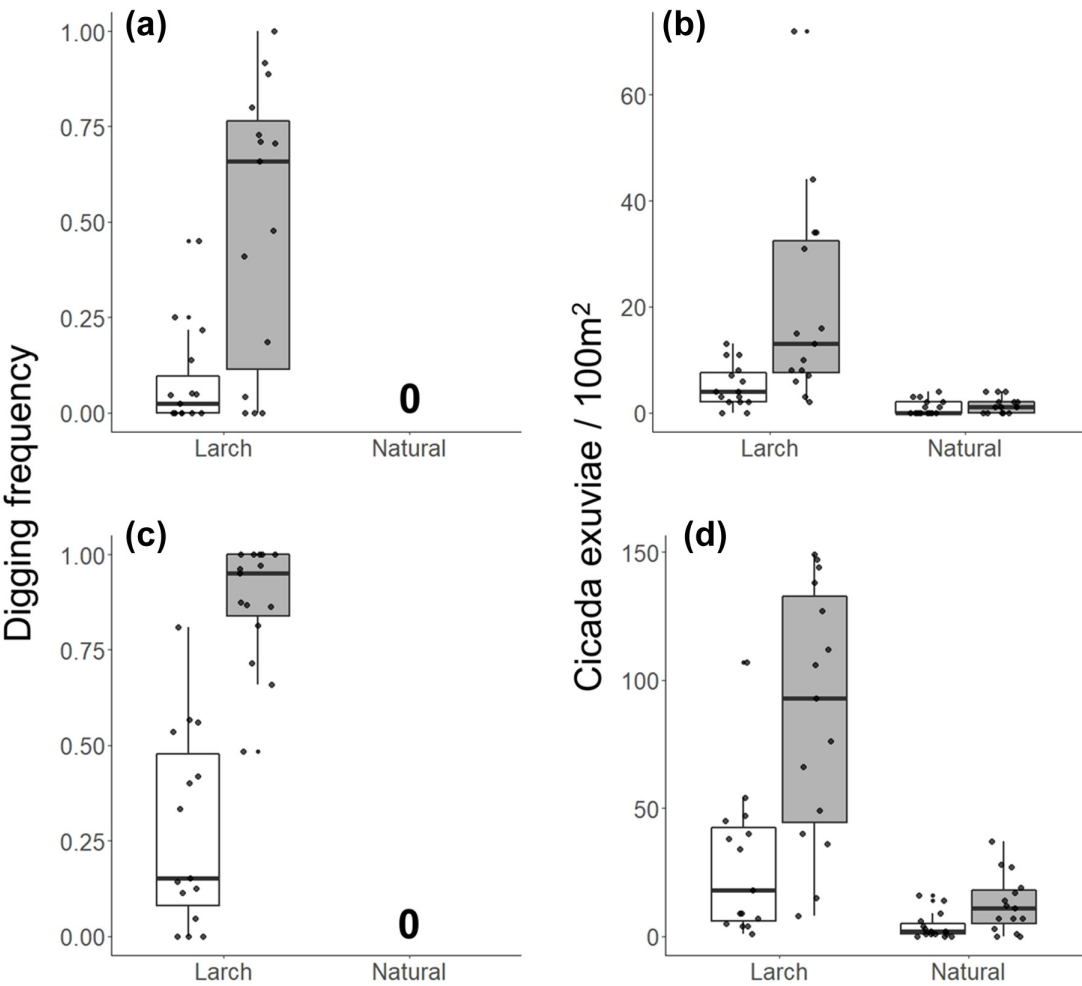 (a)
1.00
0.75
0.50
0.25
0.00
0
Larch
Natural
(b)
60
40
20
0
Larch
Natural
Digging frequency
Cicada exuviae / 100m²
(c)
1.00
0.75
0.50
0.25
0.00
0
Larch
Natural
(d)
150
100
50
0
Larch
Natural